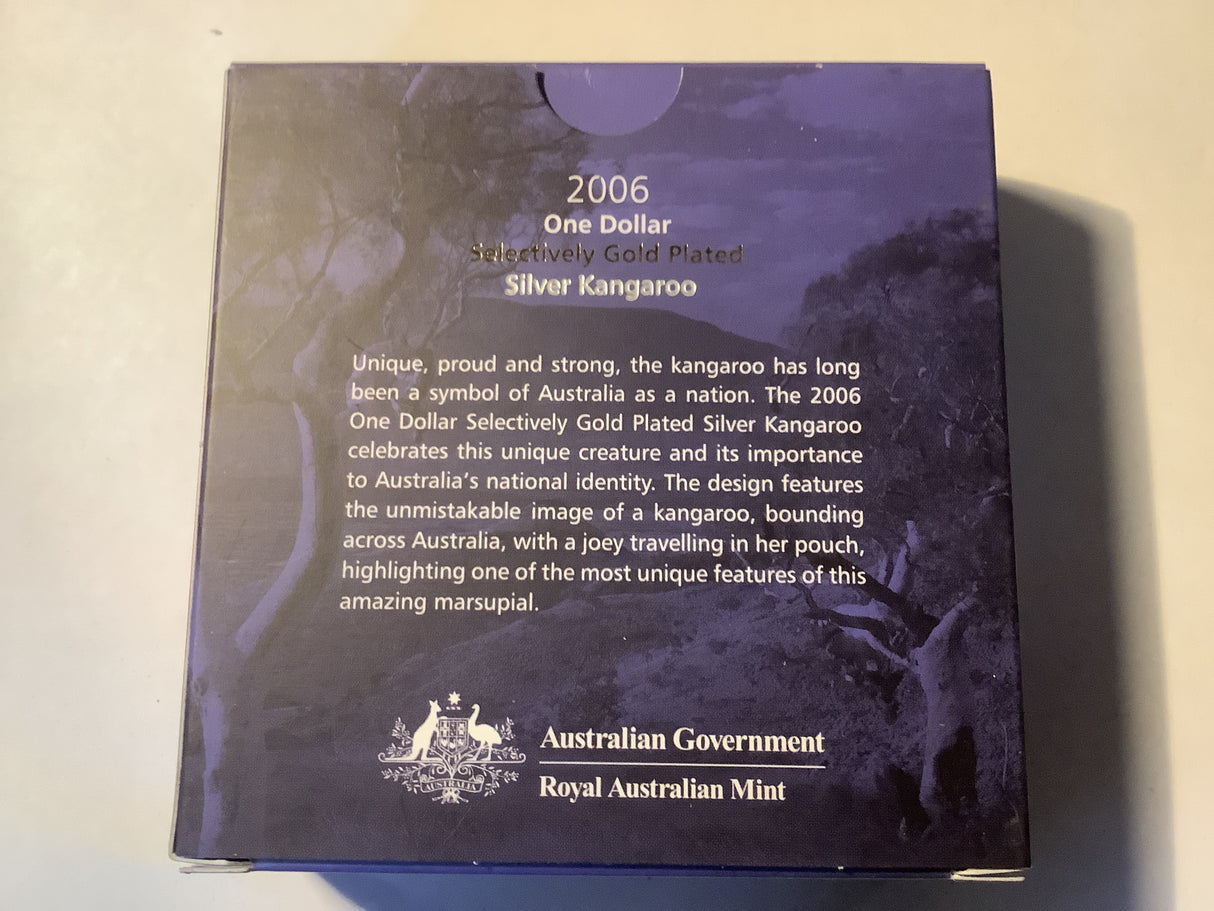 2006
One Dollar
Selectively Gold Plated
Silver Kangaroo
Unique, proud and strong, the kangaroo has long
been a symbol of Australia as a nation. The 2006
One Dollar Selectively Gold Plated Silver Kangaroo
celebrates this unique creature and its importance
to Australia's national identity. The design features
the unmistakable image of a kangaroo, bounding
across Australia, with a joey travelling in her pouch,
highlighting one of the most unique features of this
amazing marsupial.
AUSTRALIA
Australian Government
Royal Australian Mint